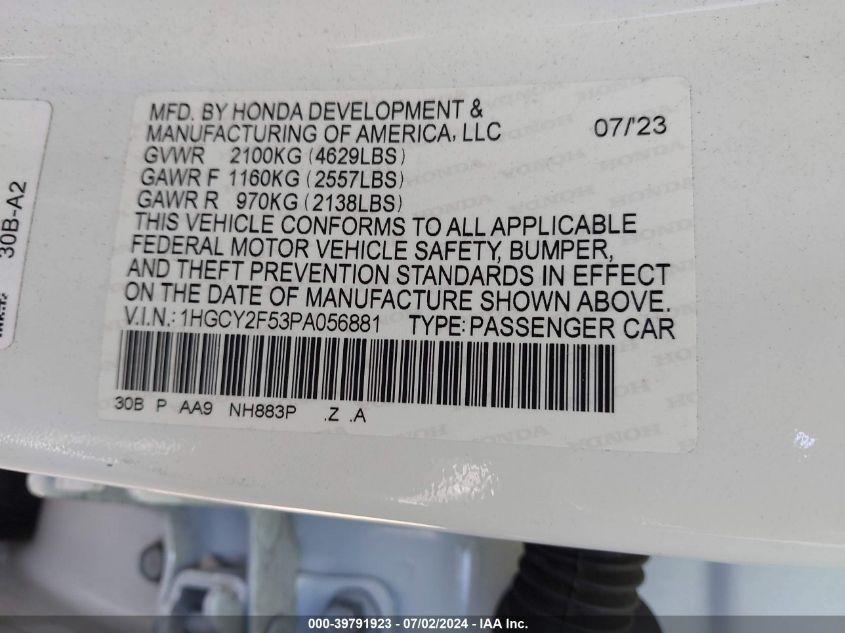 MFD. BY HONDA DEVELOPMENT &
MANUFACTURING OF AMERICA, LLC 07/'23
GVWR 2100KG (4629LBS)
GAWR F 1160KG (2557LBS)
GAWR R 970KG (2138LBS)
THIS VEHICLE CONFORMS TO ALL APPLICABLE
FEDERAL MOTOR VEHICLE SAFETY, BUMPER,
AND THEFT PREVENTION STANDARDS IN EFFECT
ON THE DATE OF MANUFACTURE SHOWN ABOVE.
V.I.N.: 1HGCY2F53PA056881 TYPE: PASSENGER CAR
30B P AA9 NH883P .Z .A
30B-A2
000-39791923 - 07/02/2024 - IAA Inc.